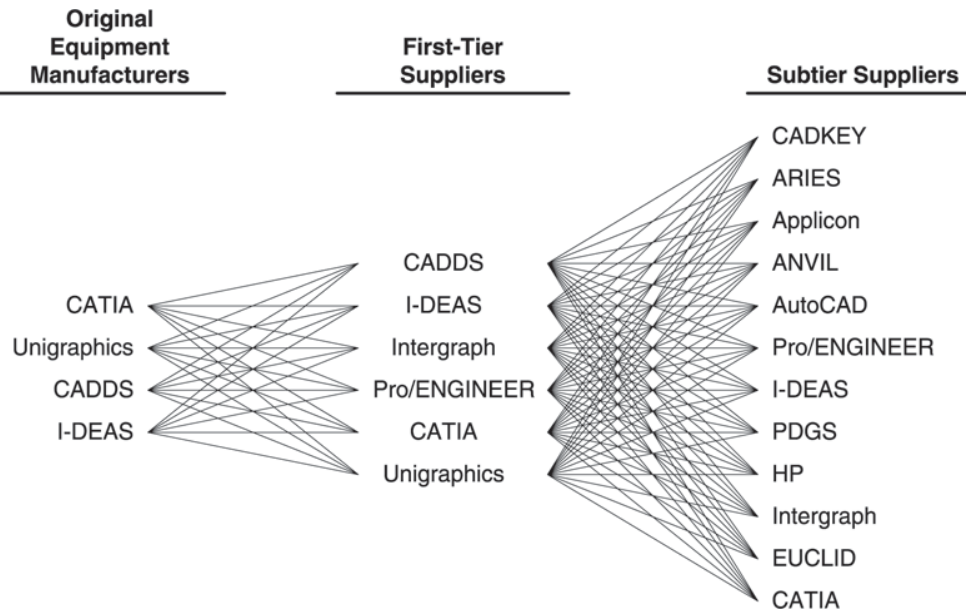 Original
Equipment
Manufacturers
First-Tier
Suppliers
Subtier Suppliers
CATIA
Unigraphics
CADDS
I-DEAS
CADDS
I-DEAS
Intergraph
Pro/ENGINEER
CATIA
Unigraphics
CADKEY
ARIES
Applicon
ANVIL
AutoCAD
Pro/ENGINEER
I-DEAS
PDGS
HP
Intergraph
EUCLID
CATIA